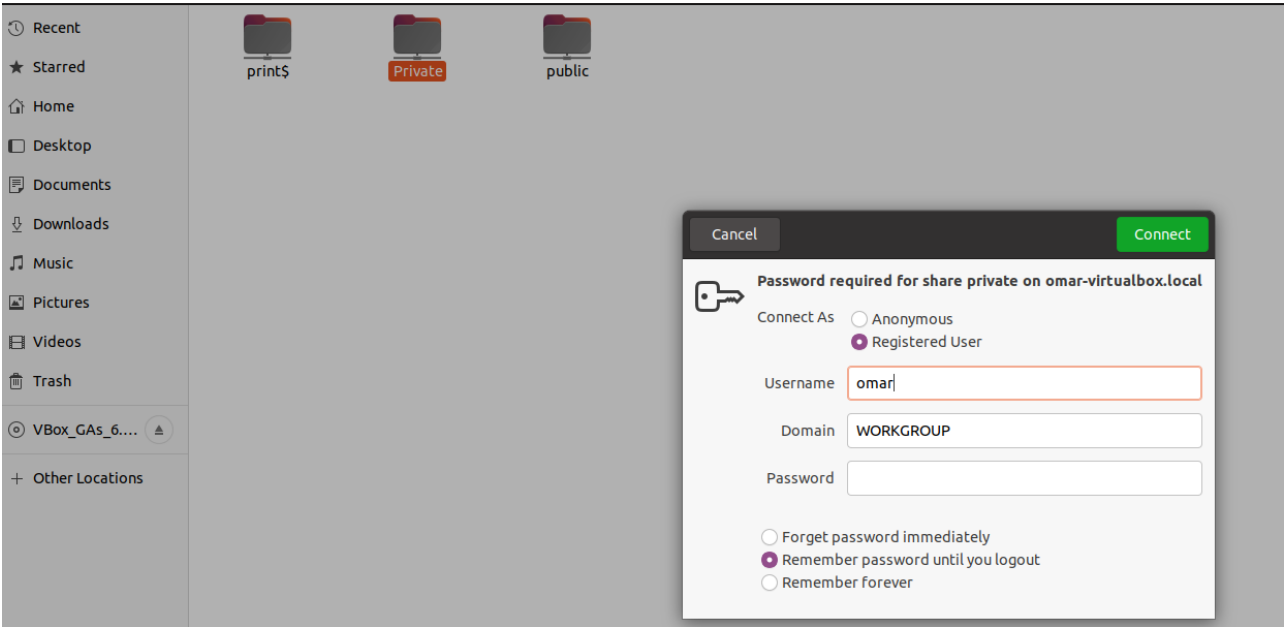 Recent
Starred
Home
Desktop
Documents
Downloads
Music
Pictures
Videos
Trash
VBox_GAs_6....
+ Other Locations
print$
Private
public
Cancel
Connect
Password required for share private on omar-virtualbox.local
Connect As
Anonymous
Registered User
Username omar
Domain WORKGROUP
Password
Forget password immediately
Remember password until you logout
Remember forever